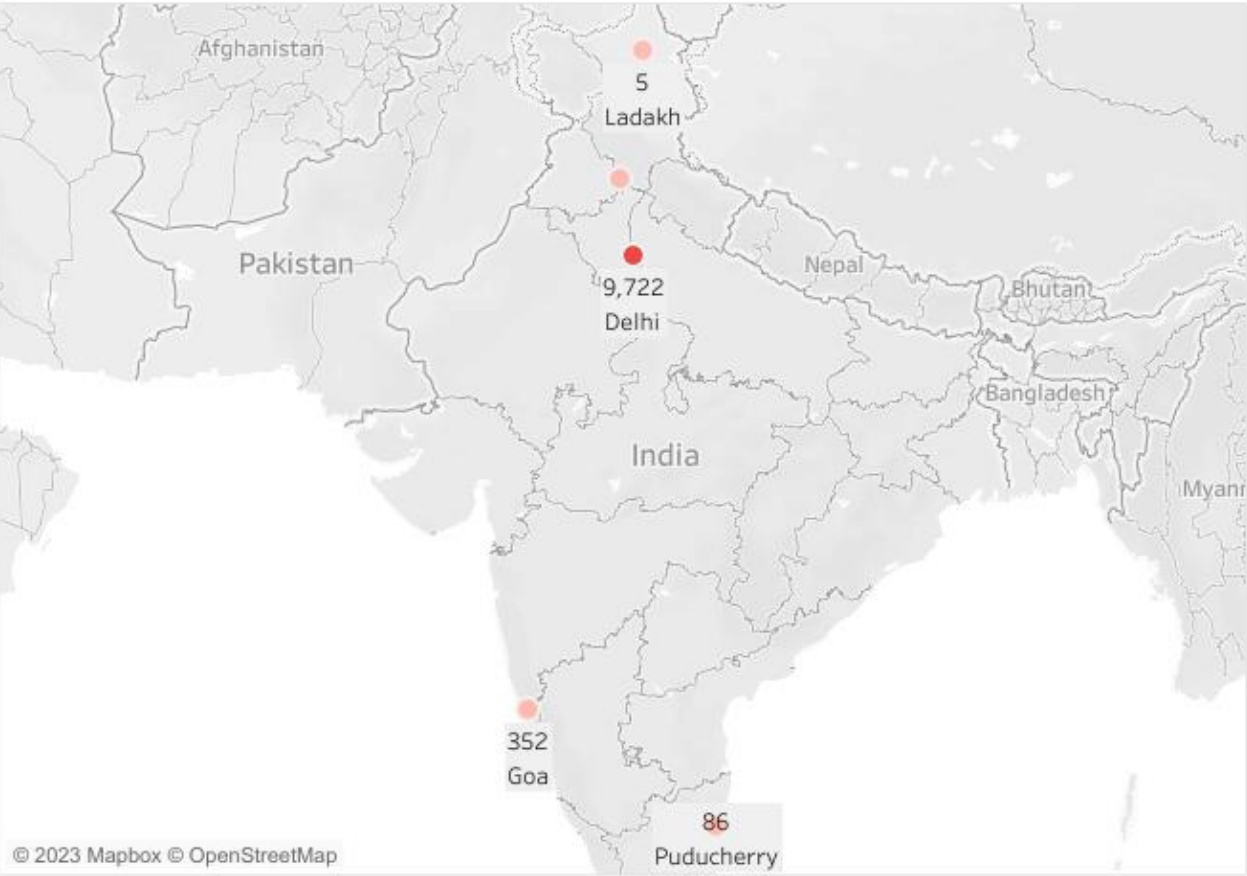 Afghanistan
5
Ladakh
Pakistan
Nepal
9,722
Delhi
Bhutan
Bangladesh
India
Myanr
352
Goa
86
Puducherry
© 2023 Mapbox © OpenStreetMap